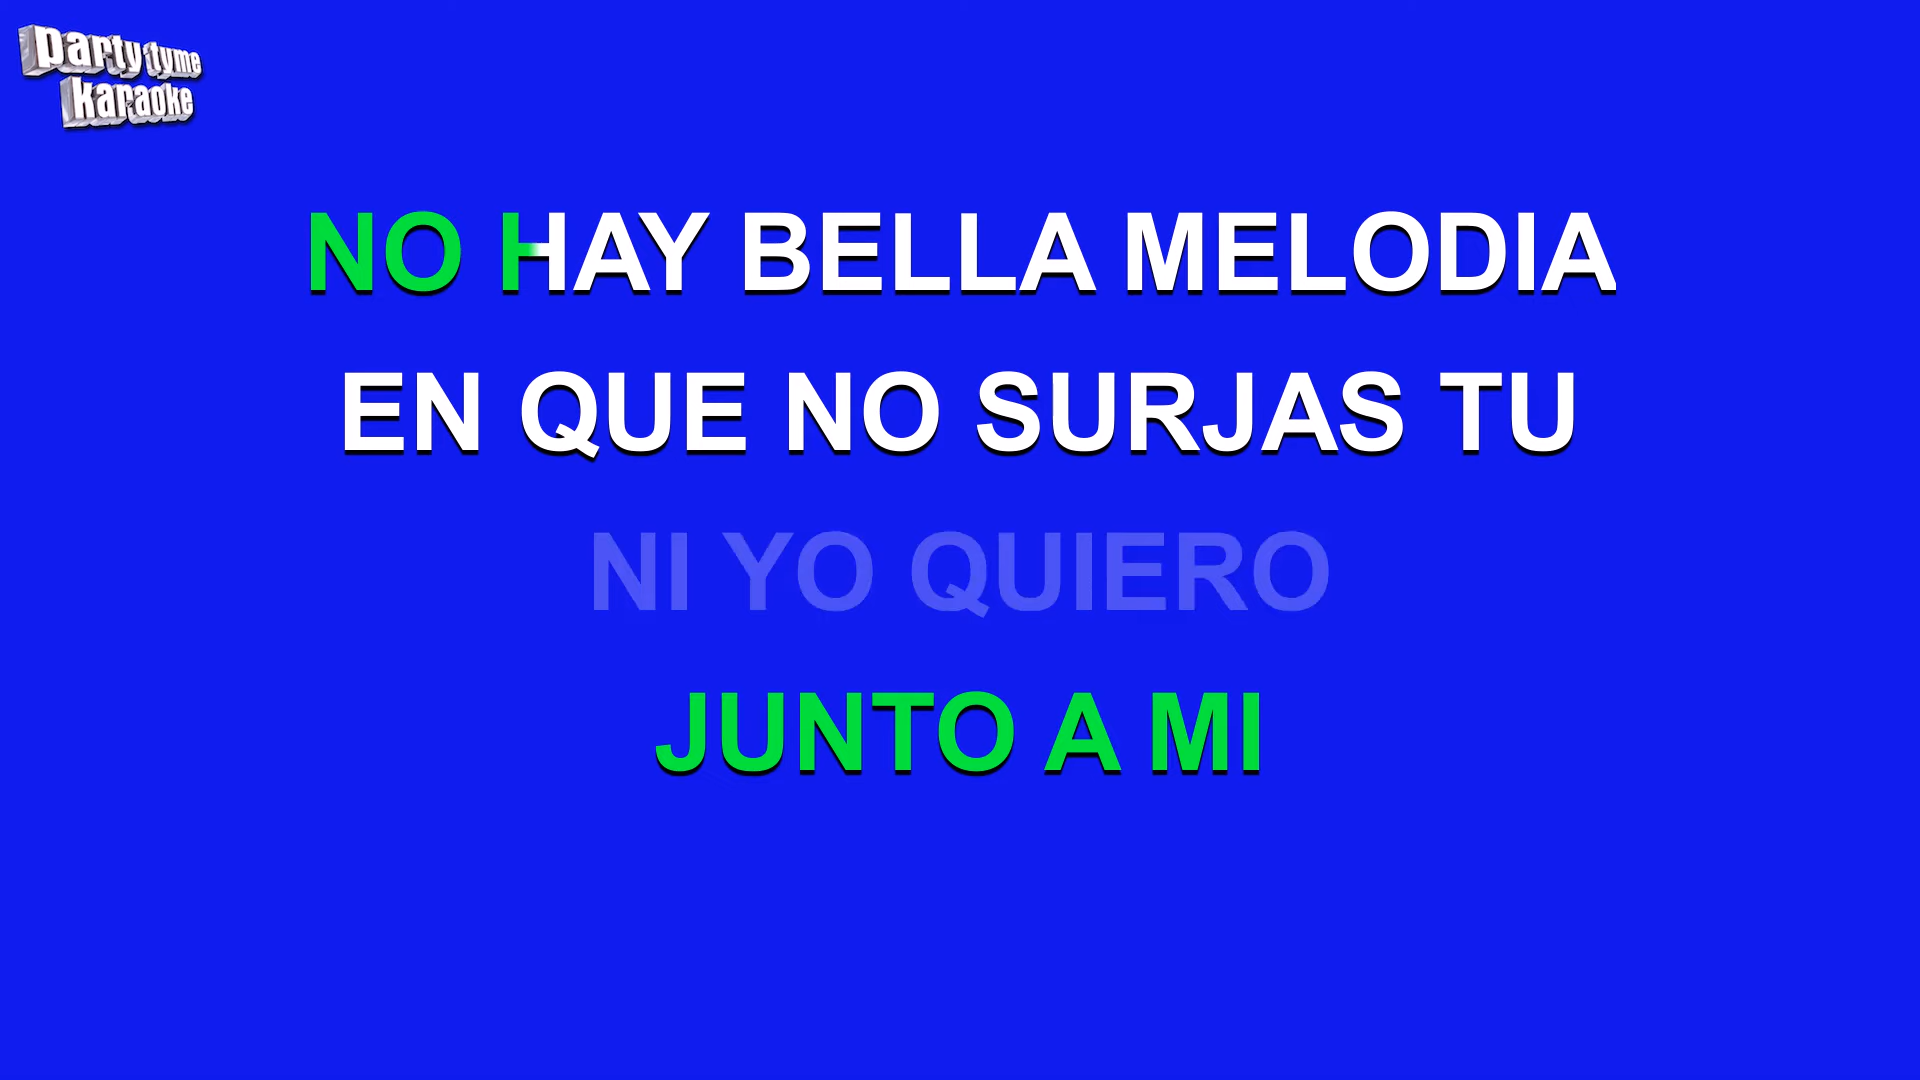 party tyme
karaoke
NO HAY BELLA MELODIA
EN QUE NO SURJAS TU
NI YO QUIERO
JUNTO A MI